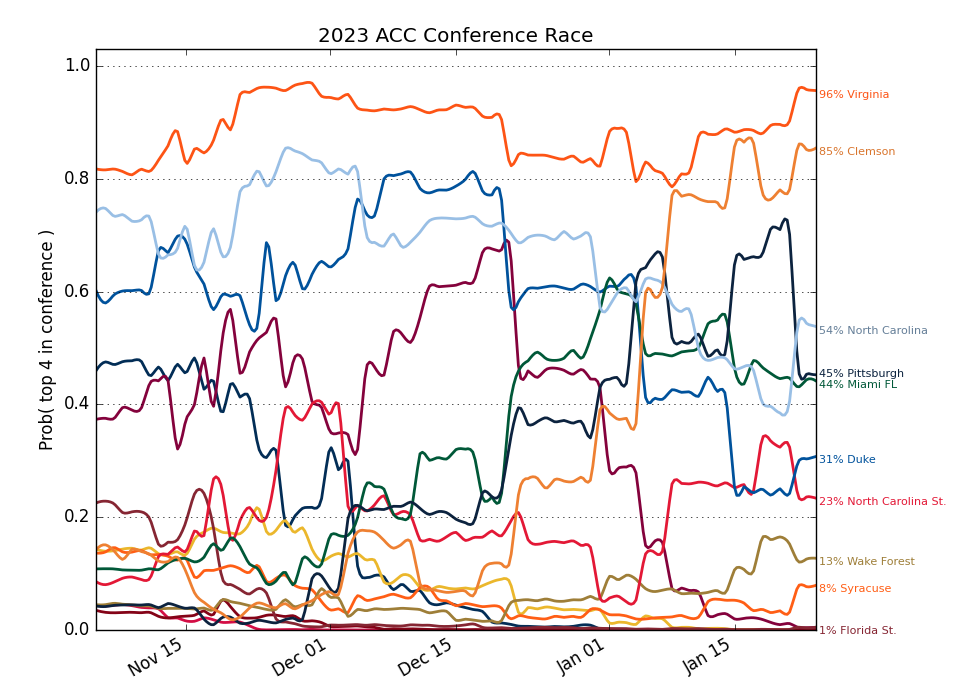 2023 ACC Conference Race
Prob( top 4 in conference )
1.0
0.8
0.6
0.4
0.2
0.0
Nov 15
Dec 01
Dec 15
Jan 01
Jan 15
96% Virginia
85% Clemson
54% North Carolina
45% Pittsburgh
44% Miami FL
31% Duke
23% North Carolina St.
13% Wake Forest
8% Syracuse
1% Florida St.